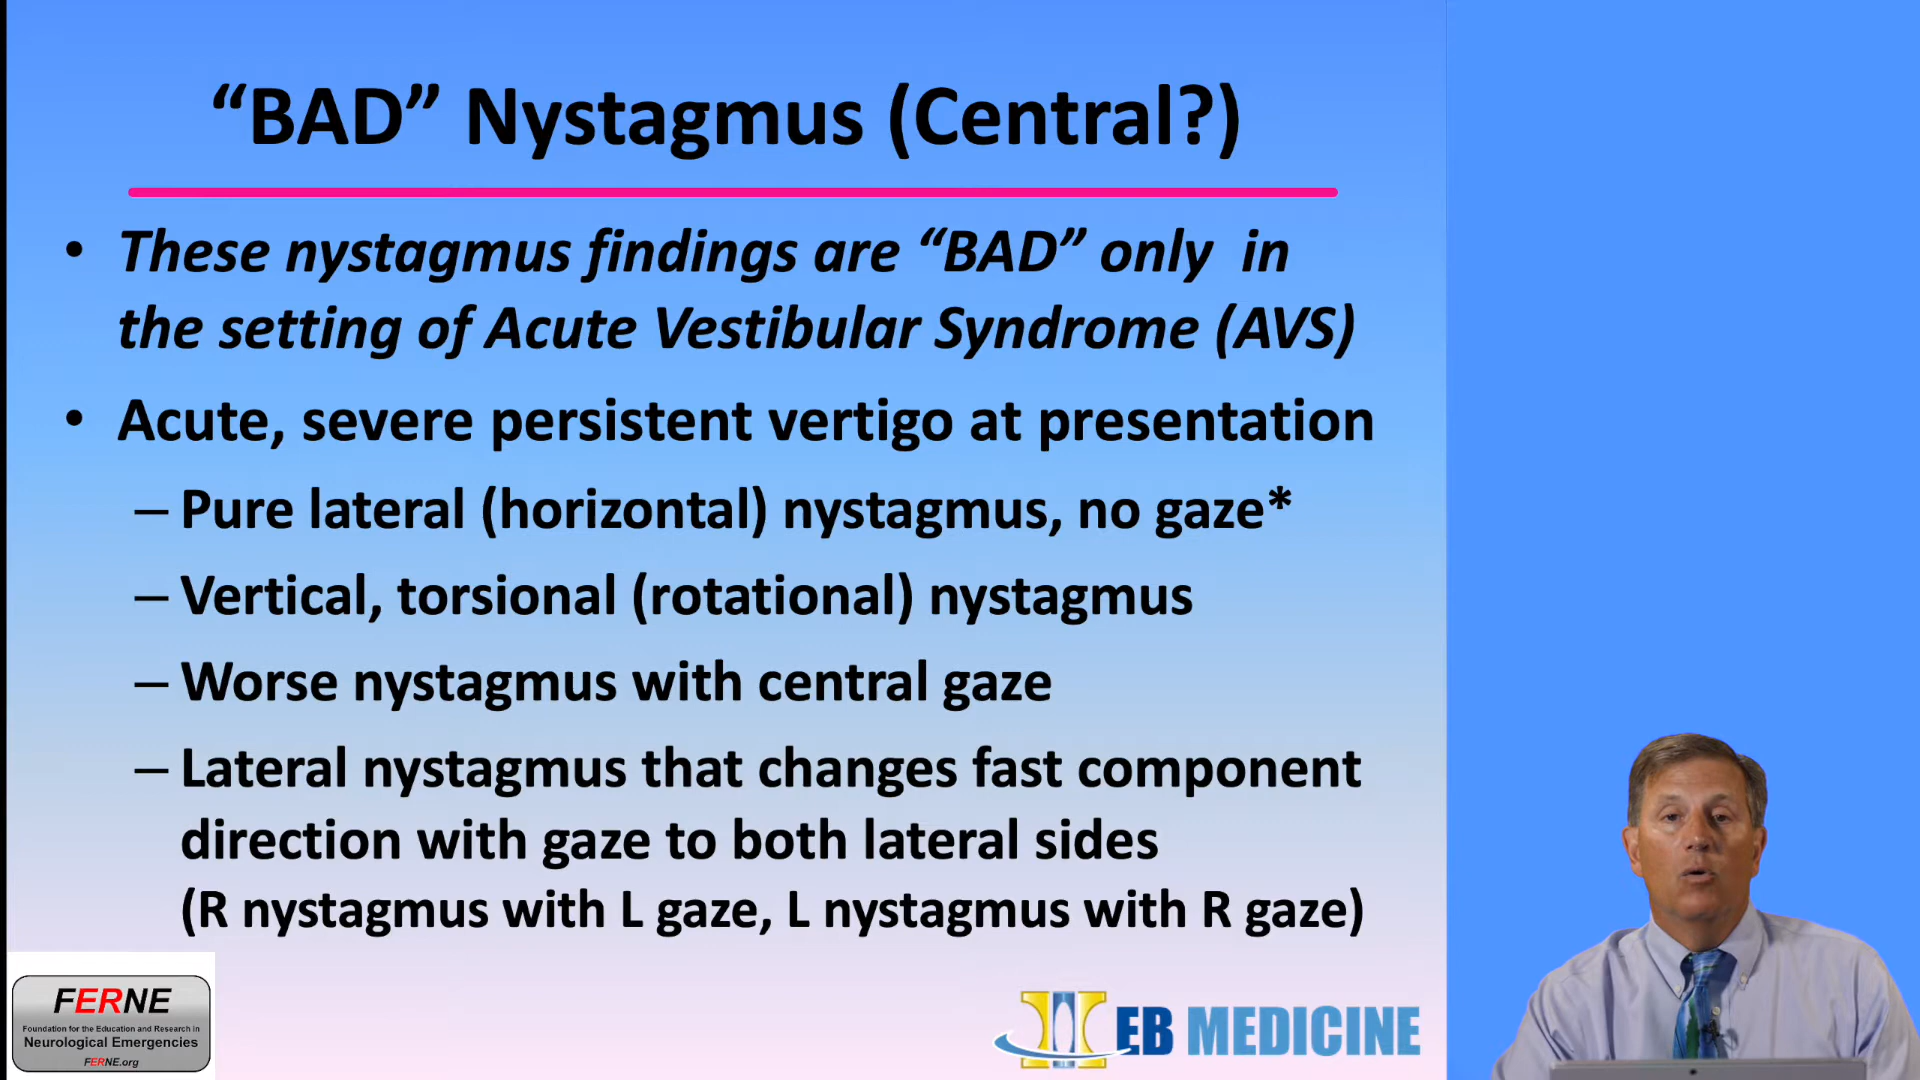 “BAD” Nystagmus (Central?)
• These nystagmus findings are “BAD” only in
the setting of Acute Vestibular Syndrome (AVS)
• Acute, severe persistent vertigo at presentation
– Pure lateral (horizontal) nystagmus, no gaze*
– Vertical, torsional (rotational) nystagmus
– Worse nystagmus with central gaze
– Lateral nystagmus that changes fast component
direction with gaze to both lateral sides
(R nystagmus with L gaze, L nystagmus with R gaze)
FERNE
Foundation for the Education and Research in
Neurological Emergencies
FERNE.org
EB MEDICINE